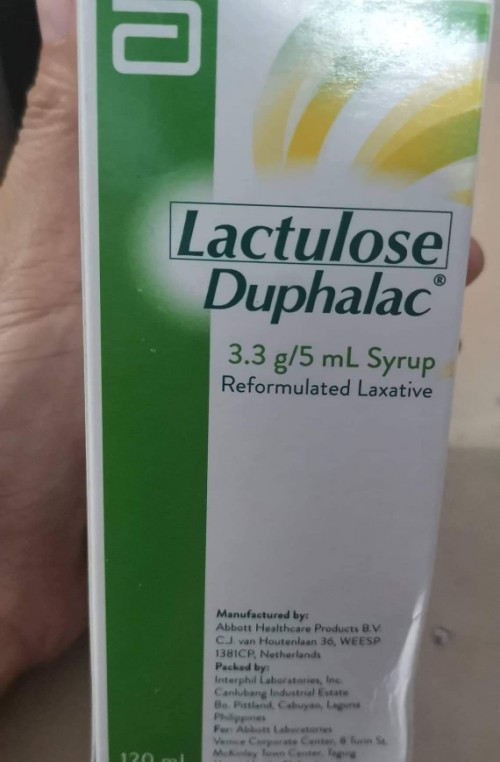 Lactulose
Duphalac®
3.3 g/5 mL Syrup
Reformulated Laxative
Manufactured by:
Abbott Healthcare Products B.V.
C.J. van Houtenlaan 36, WEESP
1381CP, Netherlands
Packed by:
Interphil Laboratories, Inc
Canlubang Industrial Estate
Bo. Pittland, Cabuyao, Laguna
Philippines
For: Abbott Laboratories
Venice Corporate Center, 8 Turin St.
McKinley Town Center, Taguig
120 mL